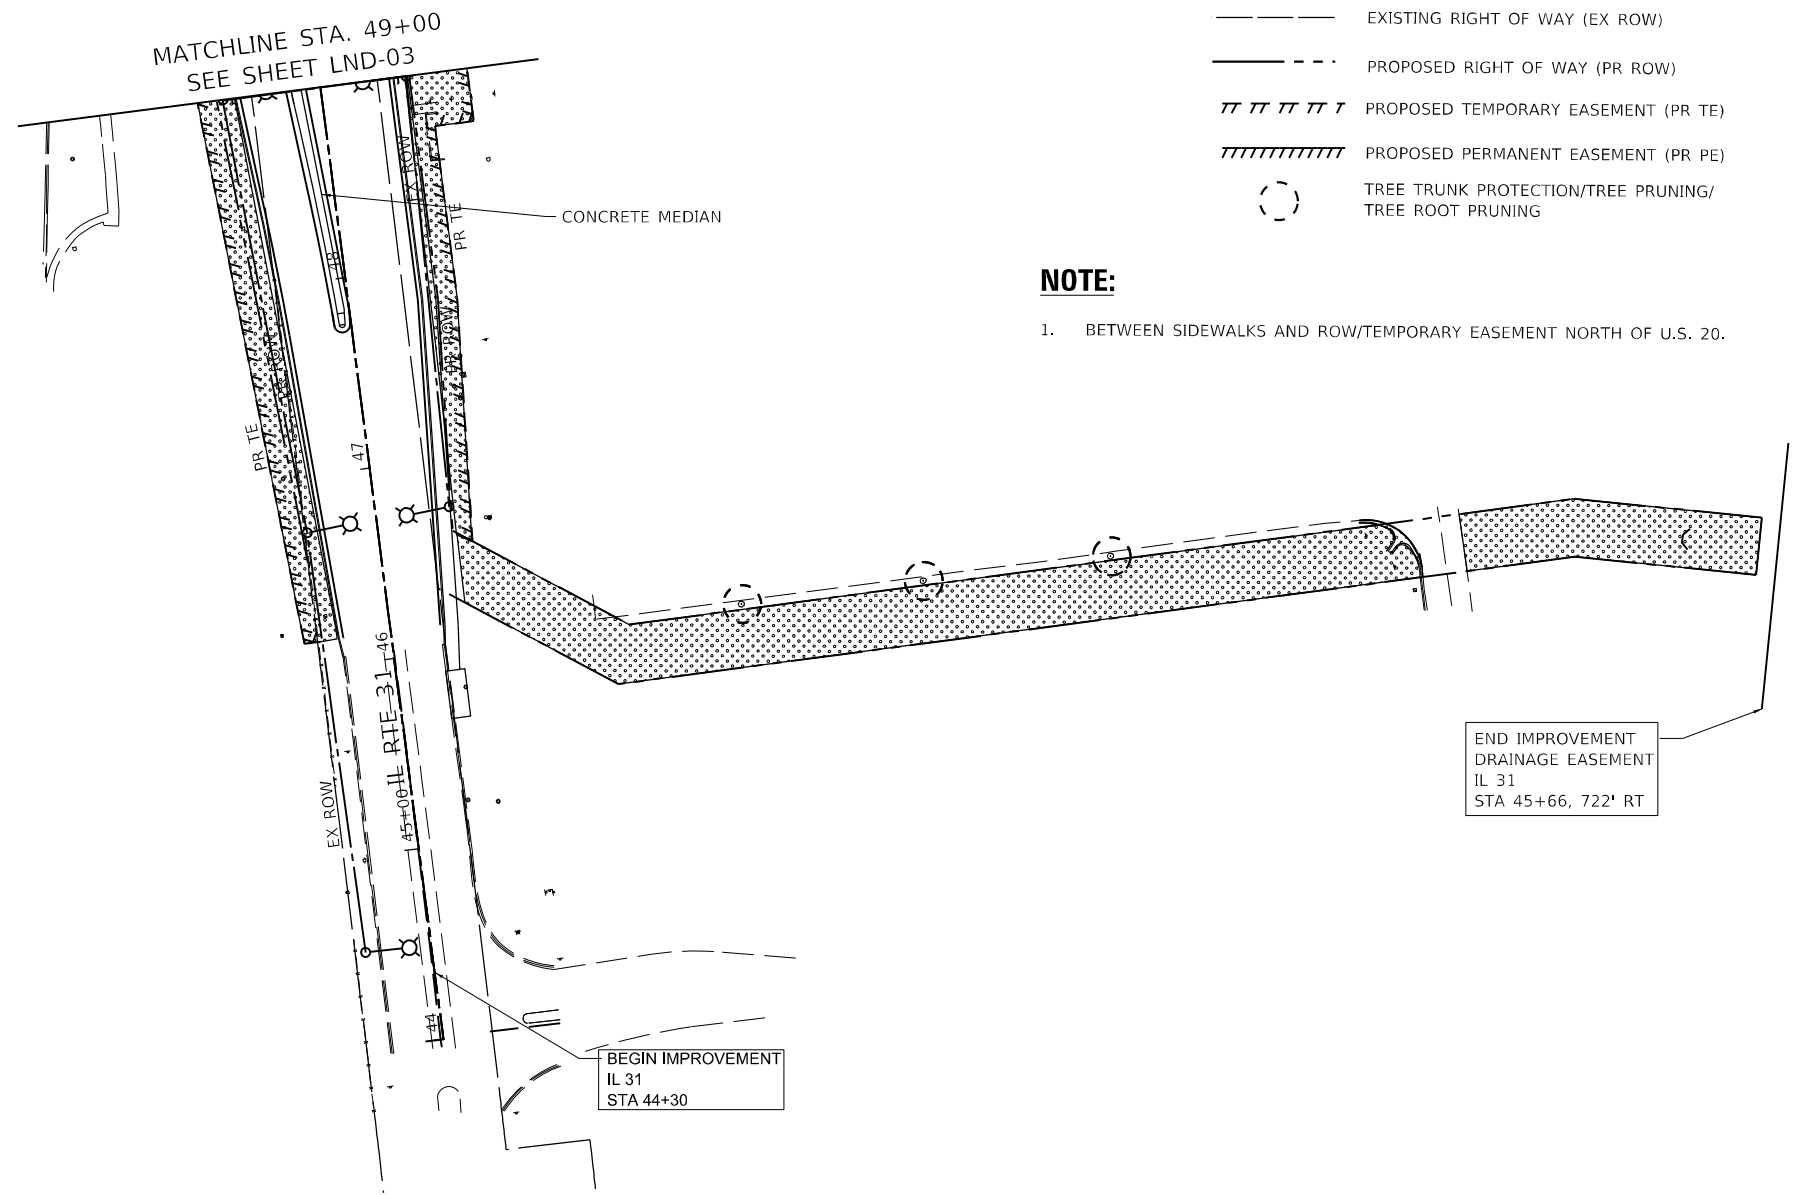 MATCHLINE STA. 49+00
SEE SHEET LND-03
EXISTING RIGHT OF WAY (EX ROW)
PROPOSED RIGHT OF WAY (PR ROW)
PROPOSED TEMPORARY EASEMENT (PR TE)
PROPOSED PERMANENT EASEMENT (PR PE)
TREE TRUNK PROTECTION/TREE PRUNING/
TREE ROOT PRUNING
EX ROW
PR TE
CONCRETE MEDIAN
48
NOTE:
1. BETWEEN SIDEWALKS AND ROW/TEMPORARY EASEMENT NORTH OF U.S. 20.
PR ROW
PR ROW
PR TE
47
46
IL RTE 31
45+00
EX ROW
44
END IMPROVEMENT
DRAINAGE EASEMENT
IL 31
STA 45+66, 722' RT
BEGIN IMPROVEMENT
IL 31
STA 44+30